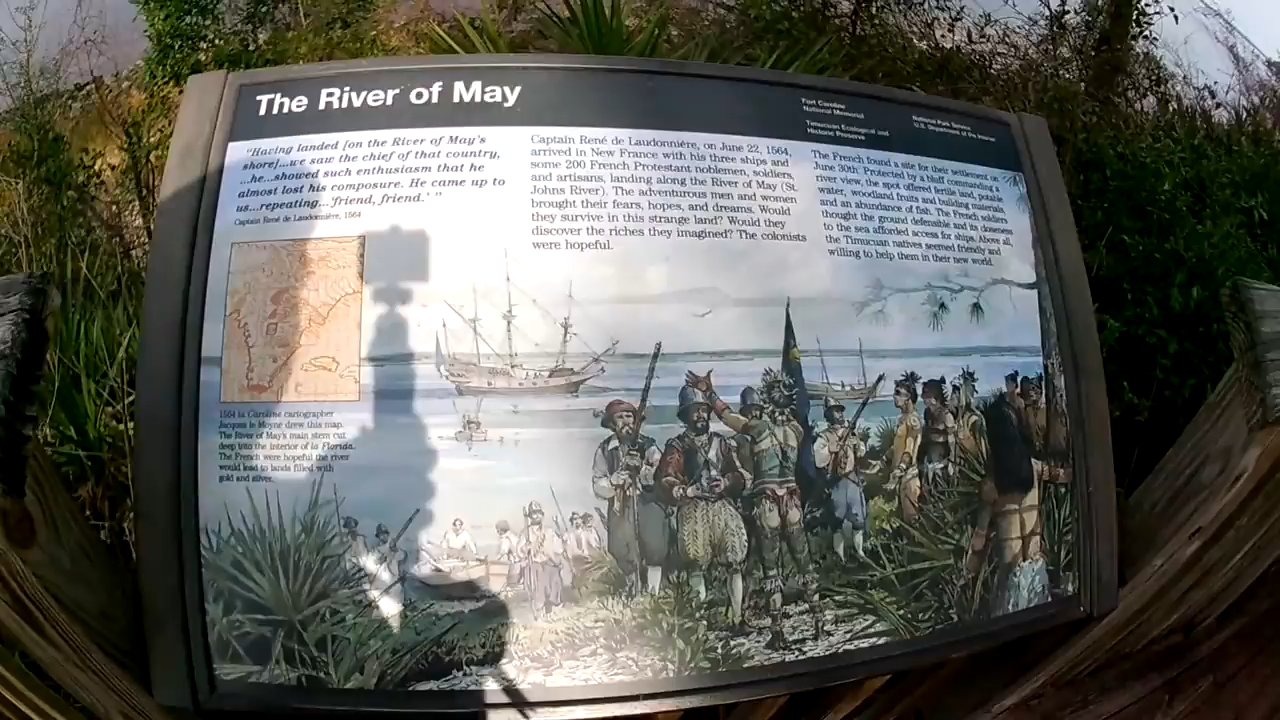 The River of May
Fort Caroline
National Memorial
Timucuan Ecological and
Historic Preserve
National Park Service
U.S. Department of the Interior
"Having landed [on the River of May's
shore]...we saw the chief of that country,
...he...showed such enthusiasm that he
almost lost his composure. He came up to
us...repeating...'friend, friend.' "
Captain René de Laudonnière, 1564
Captain René de Laudonnière, on June 22, 1564,
arrived in New France with his three ships and
some 200 French Protestant noblemen, soldiers,
and artisans, landing along the River of May (St.
Johns River). The adventurous men and women
brought their fears, hopes, and dreams. Would
they survive in this strange land? Would they
discover the riches they imagined? The colonists
were hopeful.
The French found a site for their settlement on
June 30th. Protected by a bluff commanding a
river view, the spot offered fertile land, potable
water, woodland fruits and building materials,
and an abundance of fish. The French soldiers
thought the ground defensible and its closeness
to the sea afforded access for ships. Above all,
the Timucuan natives seemed friendly and
willing to help them in their new world.
1564 la Caroline cartographer
Jacques le Moyne drew this map.
The River of May's main stem cut
deep into the interior of la Florida.
The French were hopeful the river
would lead to lands filled with
gold and silver.